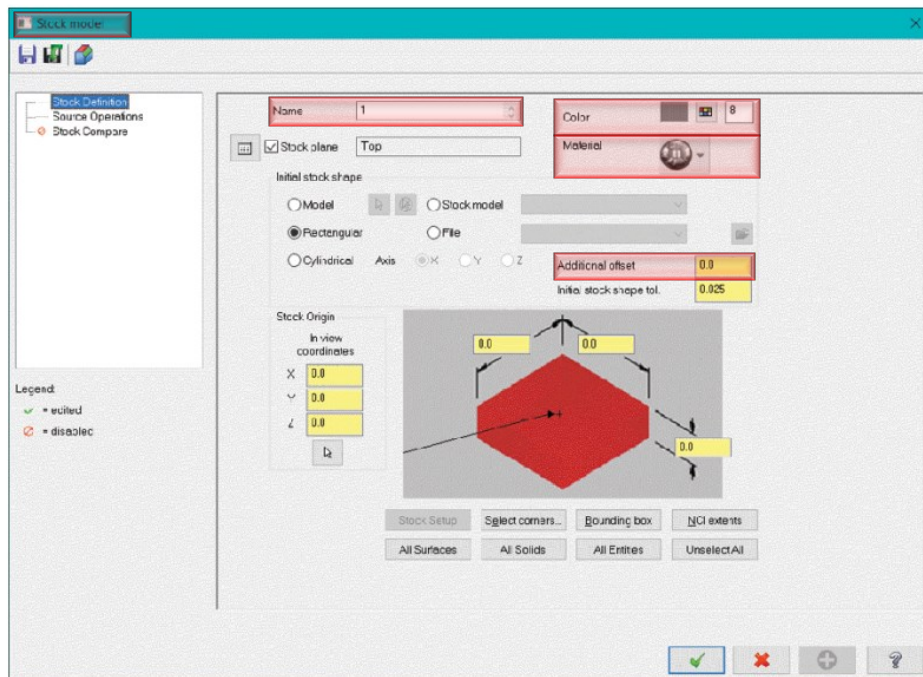 Stock model
Stock Definition
Source Operations
Stock Compare
Name 1
Color 8
Stock plane Top
Material
Initial stock shape
Model Stock model
Rectangular File
Cylindrical Axis X Y Z
Additional offset 0.0
Initial stock shape tol. 0.025
Stock Origin
In view
coordinates
X 0.0
Y 0.0
Z 0.0
0.0 0.0
0.0
Legend:
= edited
= disabled
Stock Setup Select corners... Bounding box NCI extents
All Surfaces All Solids All Entities Unselect All